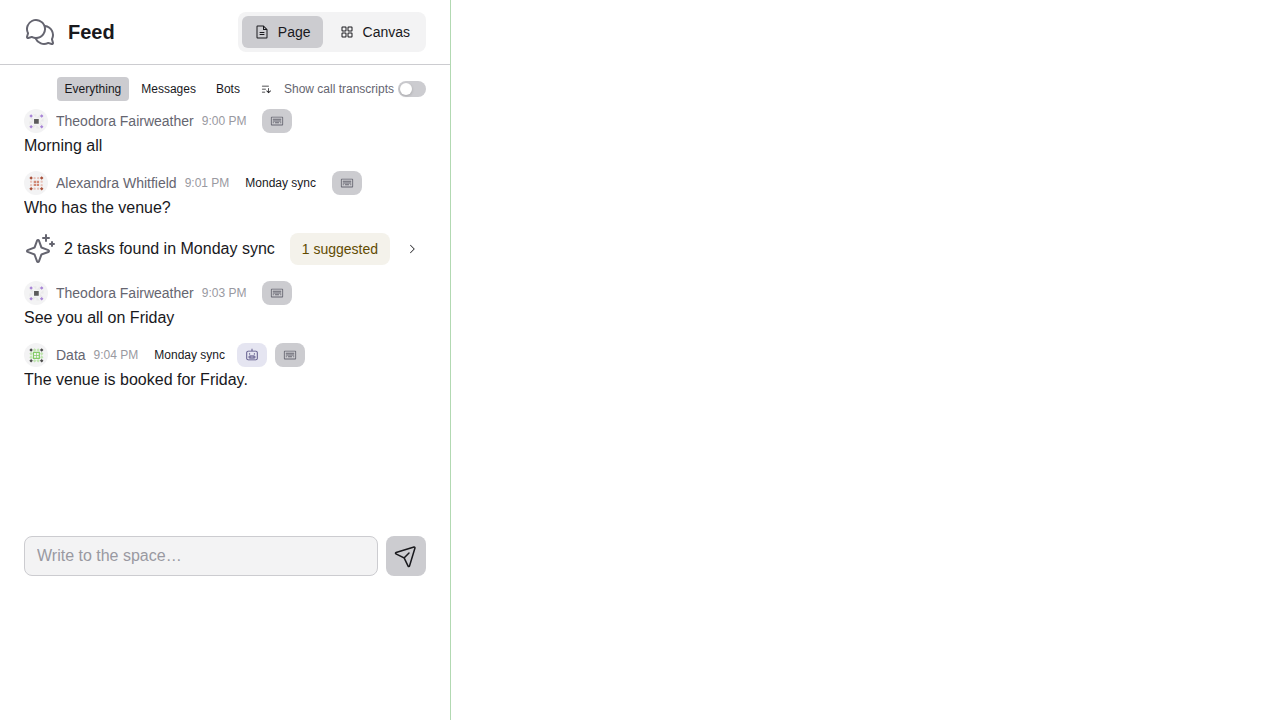 Feed
Page
Canvas
Everything
Messages
Bots
Show call transcripts
Theodora Fairweather 9:00 PM
Morning all
Alexandra Whitfield 9:01 PM Monday sync
Who has the venue?
2 tasks found in Monday sync 1 suggested
Theodora Fairweather 9:03 PM
See you all on Friday
Data 9:04 PM Monday sync
The venue is booked for Friday.
Write to the space…